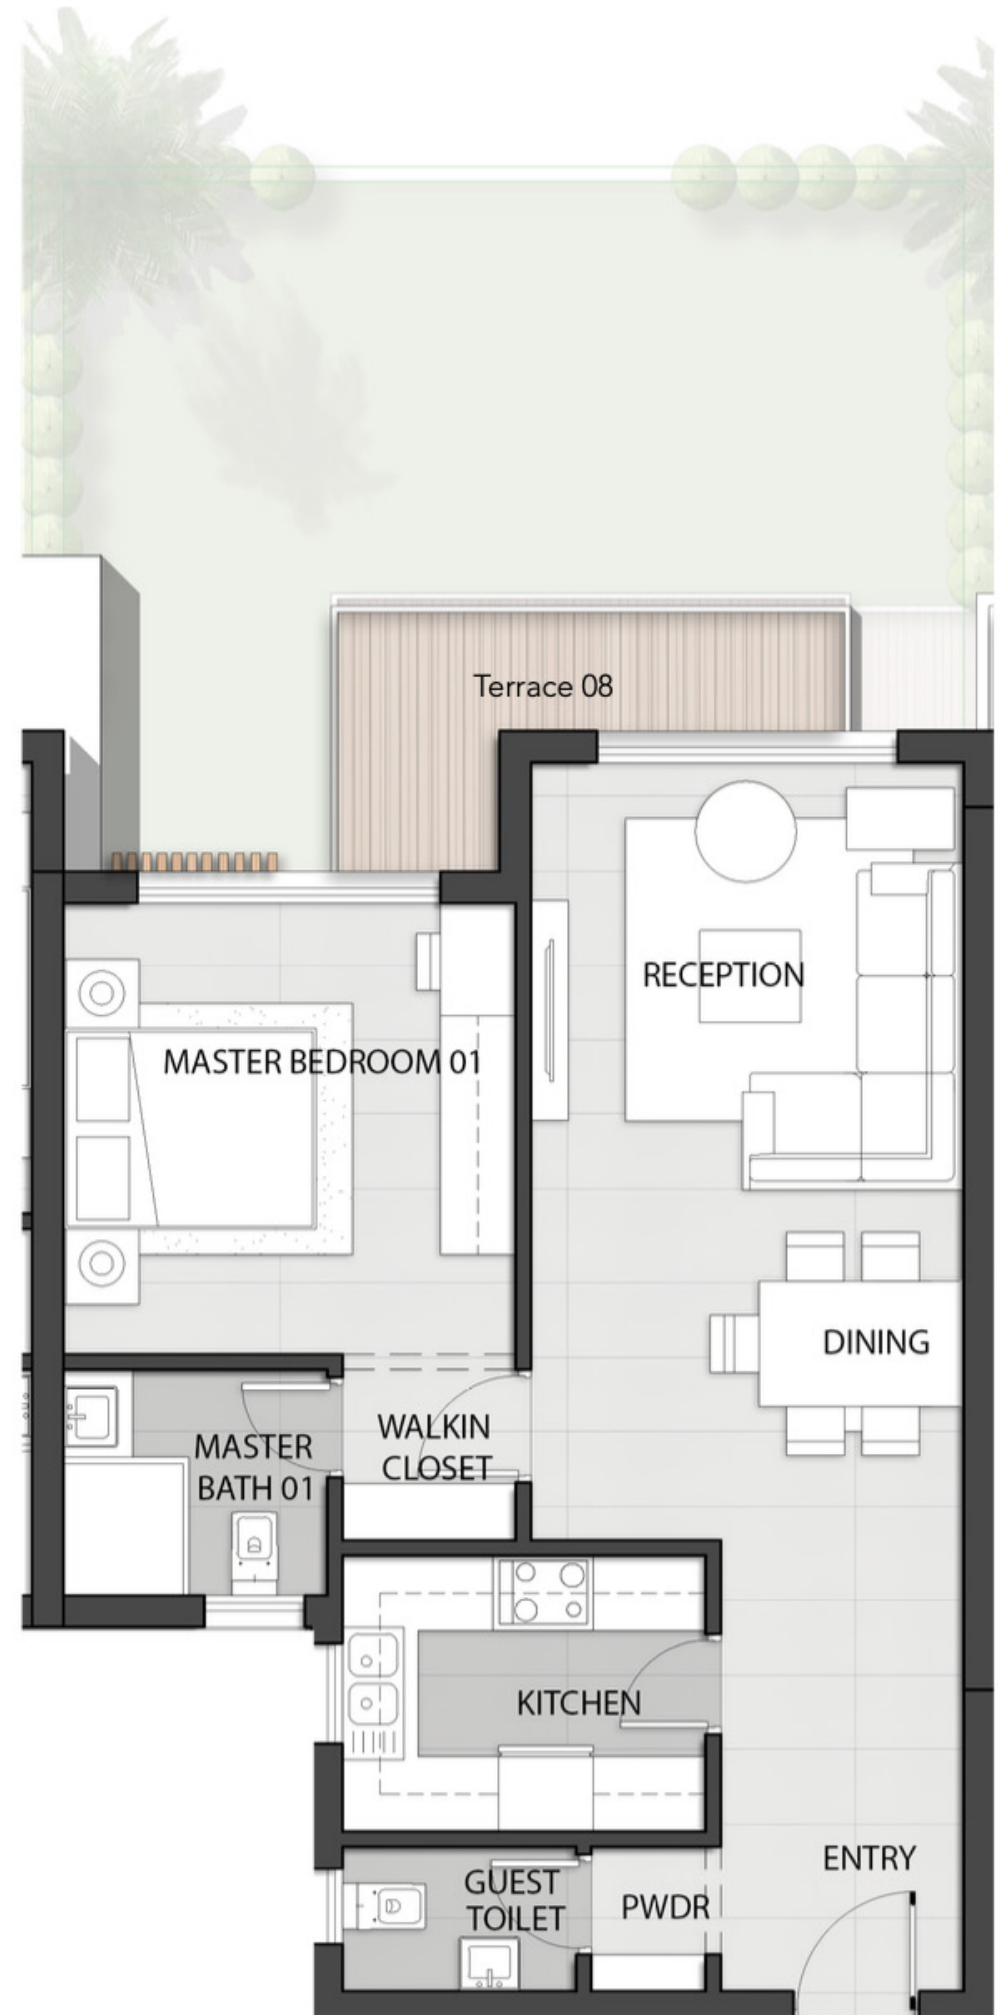 Terrace 08
RECEPTION
MASTER BEDROOM 01
DINING
WALKIN
CLOSET
MASTER
BATH 01
KITCHEN
ENTRY
GUEST
TOILET
PWDR